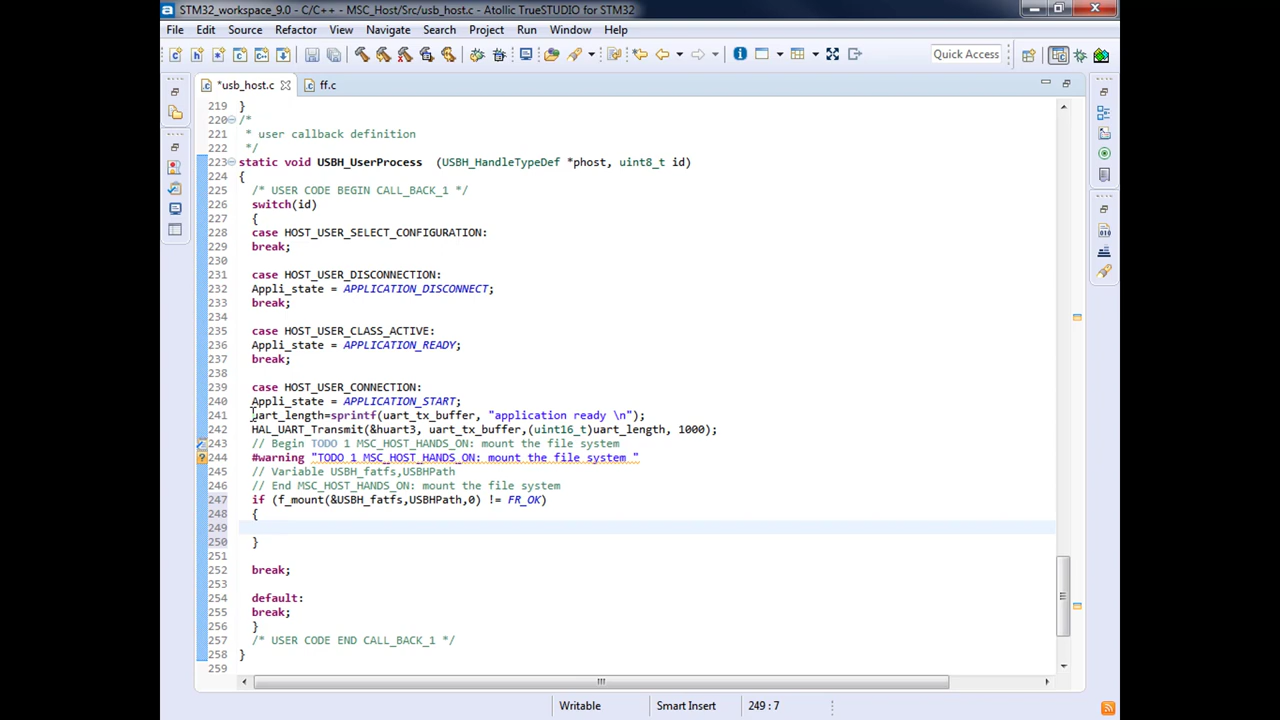 STM32_workspace_9.0 - C/C++ - MSC_Host/Src/usb_host.c - Atollic TrueSTUDIO for STM32
File Edit Source Refactor View Navigate Search Project Run Window Help
Quick Access
*usb_host.c ff.c
219 }
220 /*
221 * user callback definition
222 */
223 static void USBH_UserProcess (USBH_HandleTypeDef *phost, uint8_t id)
224 {
225 /* USER CODE BEGIN CALL_BACK_1 */
226 switch(id)
227 {
228 case HOST_USER_SELECT_CONFIGURATION:
229 break;
230
231 case HOST_USER_DISCONNECTION:
232 Appli_state = APPLICATION_DISCONNECT;
233 break;
234
235 case HOST_USER_CLASS_ACTIVE:
236 Appli_state = APPLICATION_READY;
237 break;
238
239 case HOST_USER_CONNECTION:
240 Appli_state = APPLICATION_START;
241 uart_length=sprintf(uart_tx_buffer, "application ready \n");
242 HAL_UART_Transmit(&huart3, uart_tx_buffer,(uint16_t)uart_length, 1000);
243 // Begin TODO 1 MSC_HOST_HANDS_ON: mount the file system
244 #warning "TODO 1 MSC_HOST_HANDS_ON: mount the file system "
245 // Variable USBH_fatfs,USBHPath
246 // End MSC_HOST_HANDS_ON: mount the file system
247 if (f_mount(&USBH_fatfs,USBHPath,0) != FR_OK)
248 {
249
250 }
251
252 break;
253
254 default:
255 break;
256 }
257 /* USER CODE END CALL_BACK_1 */
258 }
259
Writable Smart Insert 249 : 7